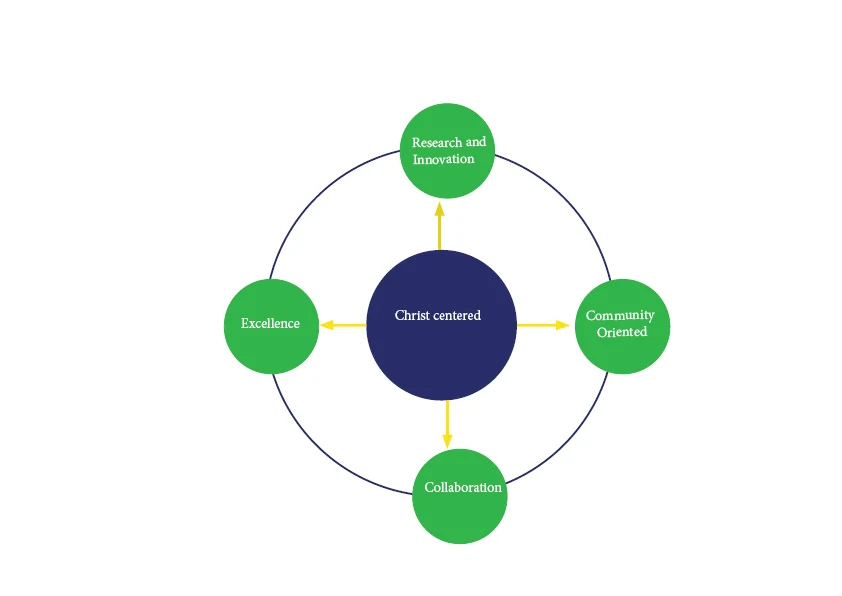 Research and
Innovation
Excellence
Christ centered
Community
Oriented
Collaboration